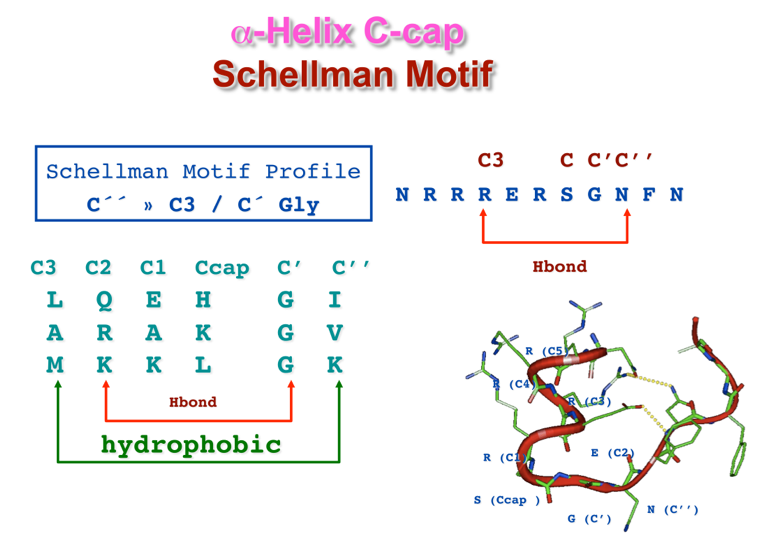 α-Helix C-cap
Schellman Motif
Schellman Motif Profile
C´´ » C3 / C´ Gly
C3 C2 C1 Ccap C' C''
L Q E H G I
A R A K G V
M K K L G K
Hbond
hydrophobic
C3 C C'C''
N R R R E R S G N F N
Hbond
R (C5)
R (C4)
R (C3)
R (C1)
E (C2)
S (Ccap )
G (C')
N (C'')